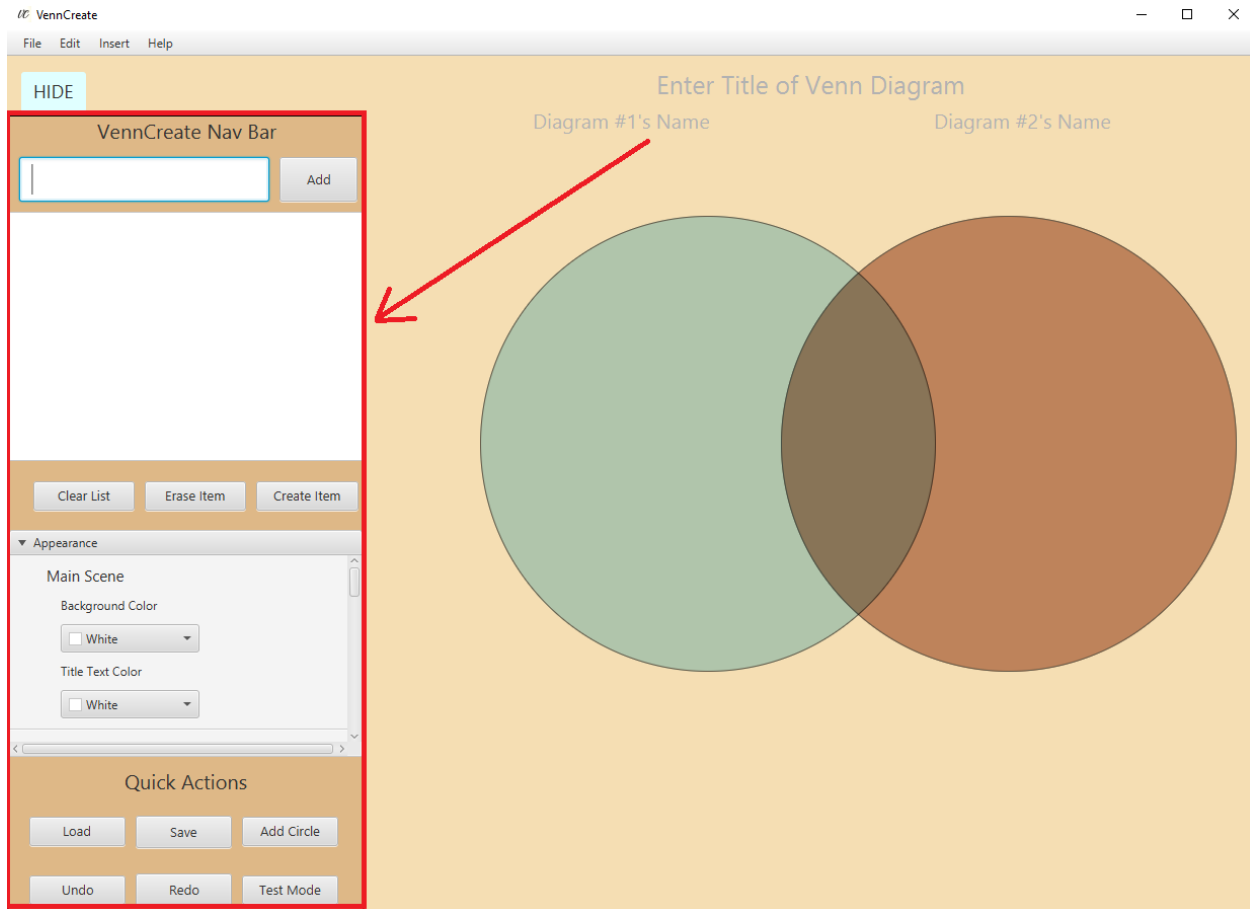 VC VennCreate
File Edit Insert Help
HIDE
Enter Title of Venn Diagram
Diagram #1's Name Diagram #2's Name
VennCreate Nav Bar
Add
Clear List Erase Item Create Item
Appearance
Main Scene
Background Color
White
Title Text Color
White
Quick Actions
Load Save Add Circle
Undo Redo Test Mode